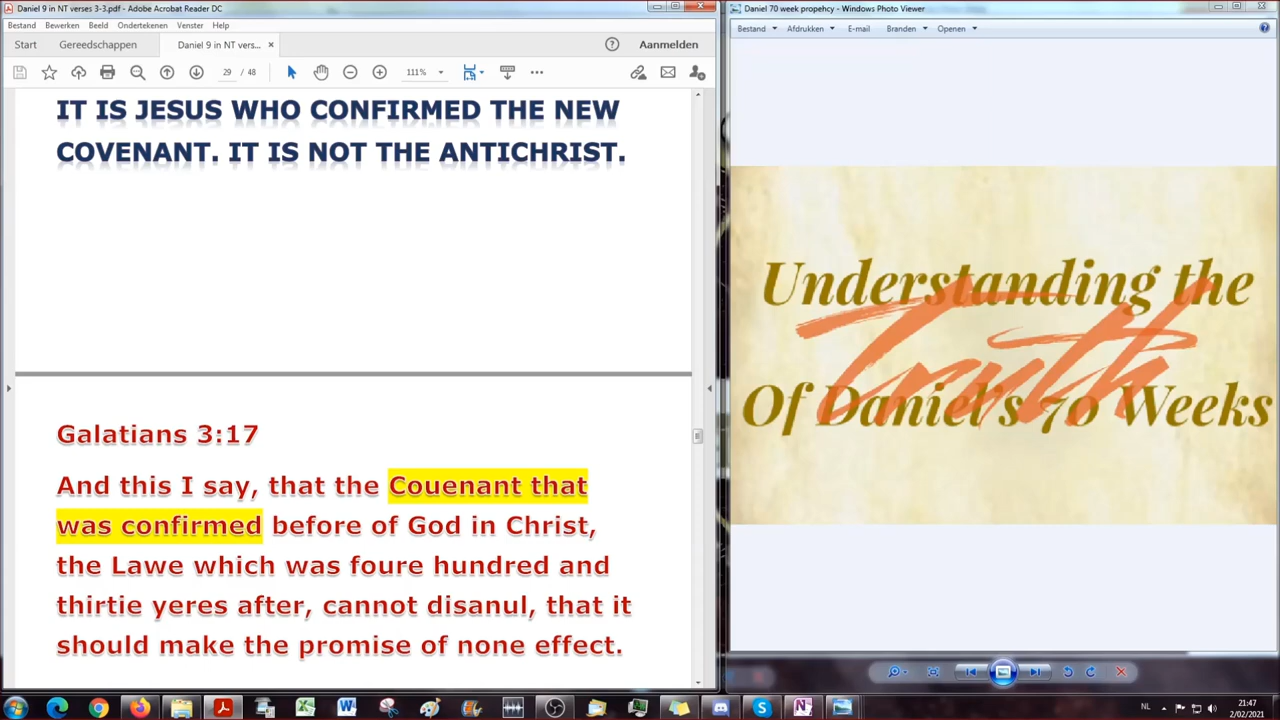 Daniel 9 in NT verses 3-3.pdf - Adobe Acrobat Reader DC
Bestand Bewerken Beeld Ondertekenen Venster Help
Start Gereedschappen Daniel 9 in NT vers... × Aanmelden
29 / 48 111%
IT IS JESUS WHO CONFIRMED THE NEW
COVENANT. IT IS NOT THE ANTICHRIST.
Galatians 3:17
And this I say, that the Couenant that
was confirmed before of God in Christ,
the Lawe which was foure hundred and
thirtie yeres after, cannot disanul, that it
should make the promise of none effect.
Daniel 70 week propehcy - Windows Photo Viewer
Bestand Afdrukken E-mail Branden Openen
Understanding the
Truth
Of Daniel's 70 Weeks
NL 21:47
2/02/2021